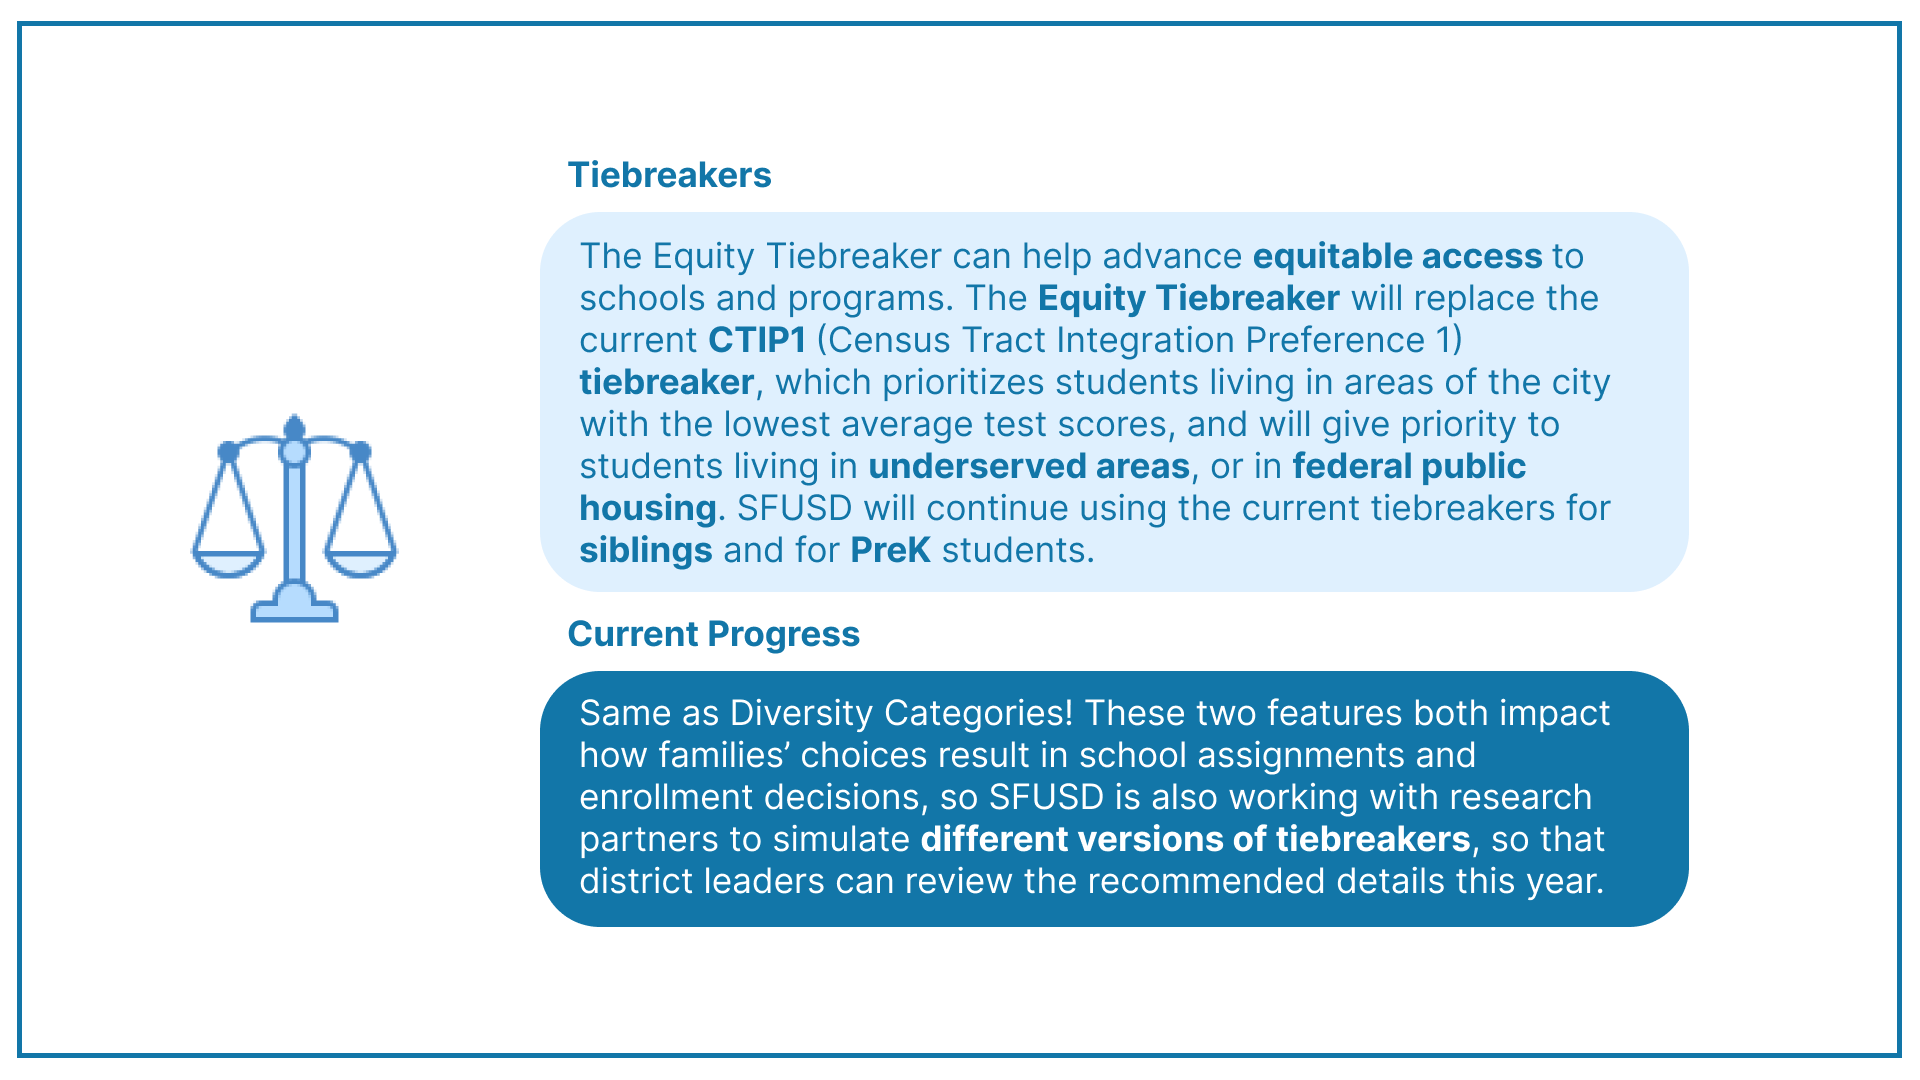 Tiebreakers
The Equity Tiebreaker can help advance equitable access to
schools and programs. The Equity Tiebreaker will replace the
current CTIP1 (Census Tract Integration Preference 1)
tiebreaker, which prioritizes students living in areas of the city
with the lowest average test scores, and will give priority to
students living in underserved areas, or in federal public
housing. SFUSD will continue using the current tiebreakers for
siblings and for PreK students.
Current Progress
Same as Diversity Categories! These two features both impact
how families’ choices result in school assignments and
enrollment decisions, so SFUSD is also working with research
partners to simulate different versions of tiebreakers, so that
district leaders can review the recommended details this year.